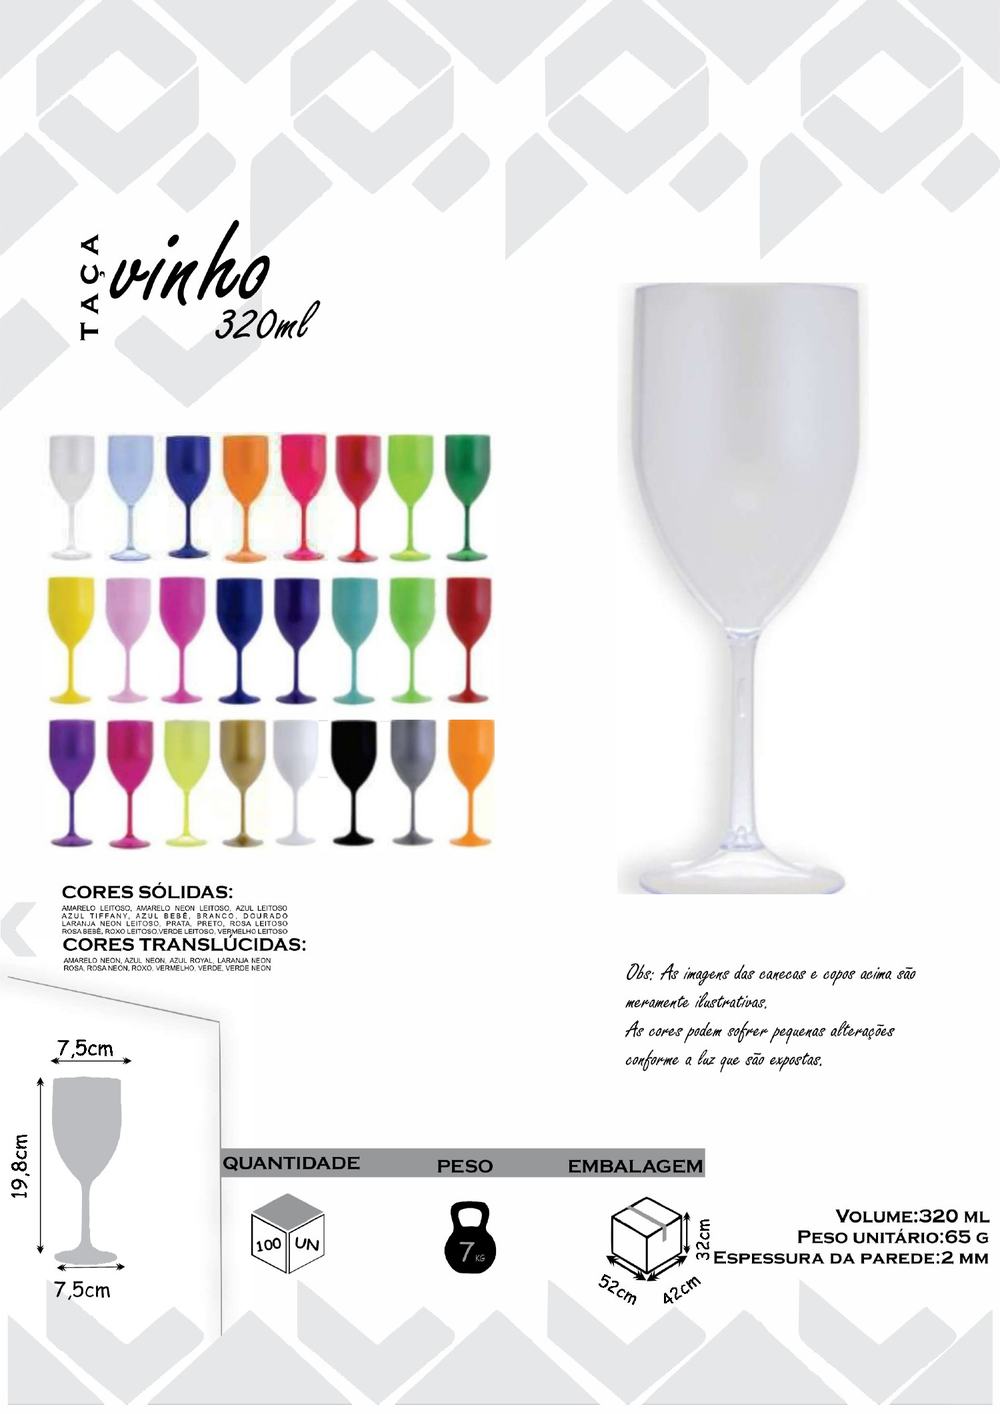 TAÇA
vinho
320ml
CORES SÓLIDAS:
AMARELO LEITOSO, AMARELO NEON LEITOSO, AZUL LEITOSO
AZUL TIFFANY, AZUL BEBÊ, BRANCO, DOURADO
LARANJA NEON LEITOSO, PRATA, PRETO, ROSA LEITOSO
ROSA BEBÊ, ROXO LEITOSO,VERDE LEITOSO, VERMELHO LEITOSO
CORES TRANSLÚCIDAS:
AMARELO NEON, AZUL NEON, AZUL ROYAL, LARANJA NEON
ROSA, ROSA NEON, ROXO, VERMELHO, VERDE, VERDE NEON
Obs: As imagens das canecas e copos acima são
meramente ilustrativas.
As cores podem sofrer pequenas alterações
conforme a luz que são expostas.
7,5cm
19,8cm
7,5cm
QUANTIDADE
PESO
EMBALAGEM
100 UN
7 KG
32cm
52cm
42cm
VOLUME:320 ML
PESO UNITÁRIO:65 G
ESPESSURA DA PAREDE:2 MM